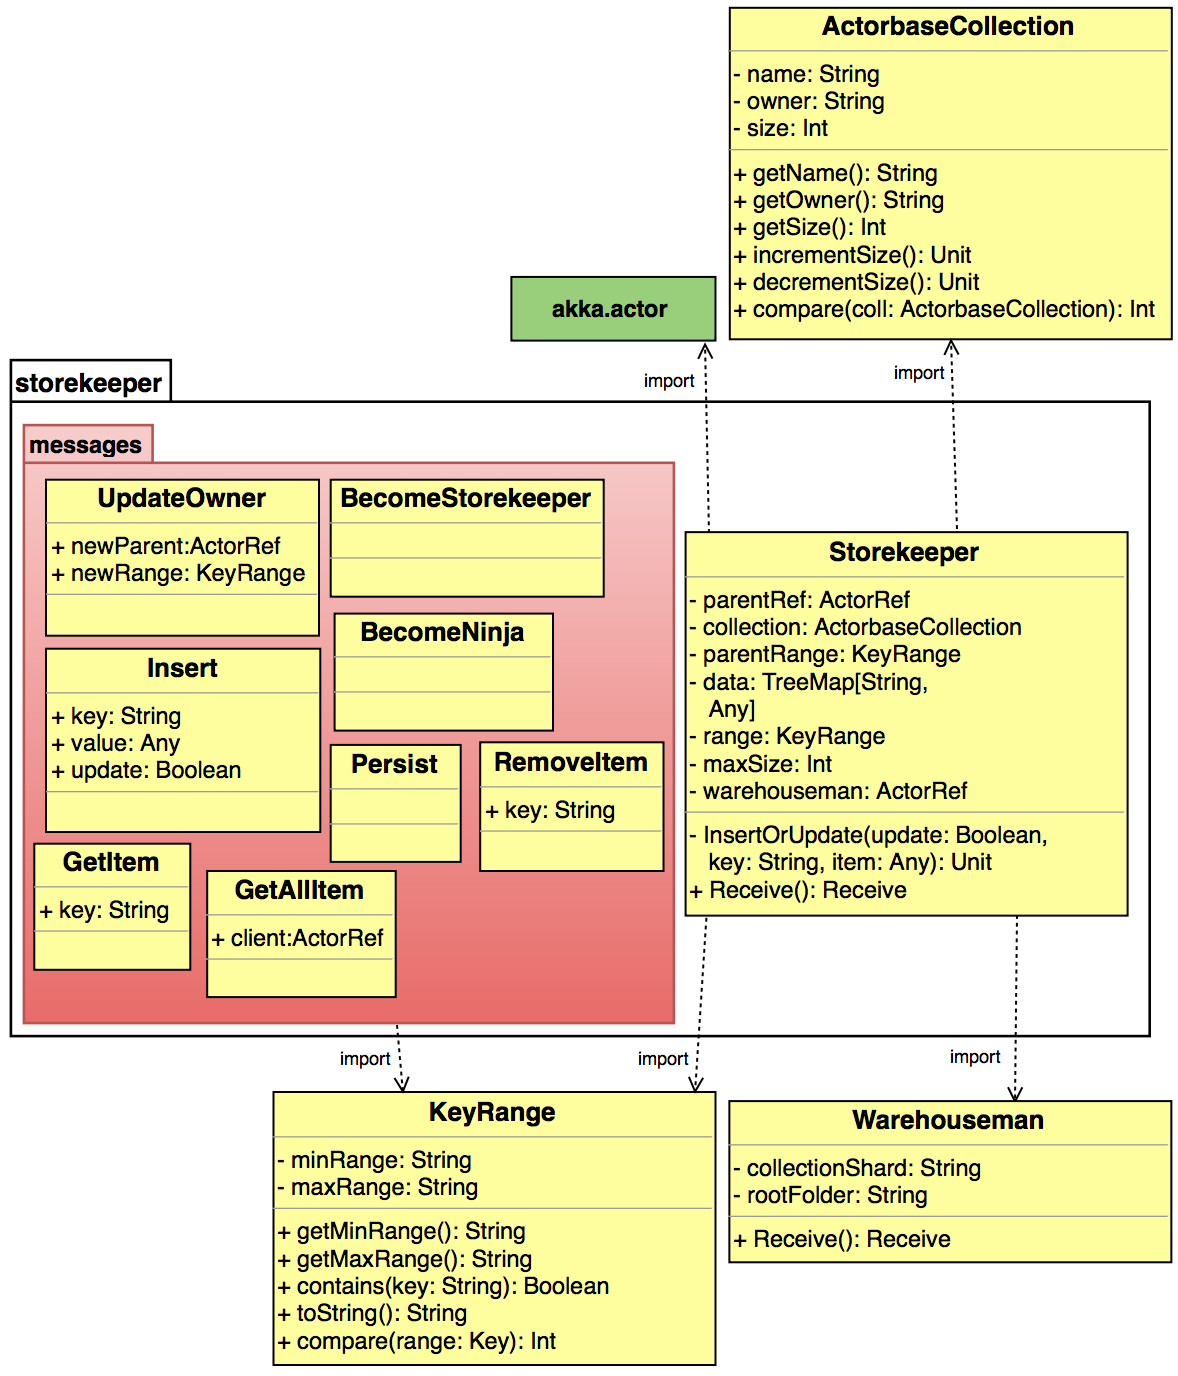 ActorbaseCollection
- name: String
- owner: String
- size: Int
+ getName(): String
+ getOwner(): String
+ getSize(): Int
+ incrementSize(): Unit
+ decrementSize(): Unit
+ compare(coll: ActorbaseCollection): Int
akka.actor
import
import
storekeeper
messages
UpdateOwner
+ newParent:ActorRef
+ newRange: KeyRange
BecomeStorekeeper
BecomeNinja
Insert
+ key: String
+ value: Any
+ update: Boolean
Persist
RemoveItem
+ key: String
GetItem
+ key: String
GetAllItem
+ client:ActorRef
Storekeeper
- parentRef: ActorRef
- collection: ActorbaseCollection
- parentRange: KeyRange
- data: TreeMap[String,
Any]
- range: KeyRange
- maxSize: Int
- warehouseman: ActorRef
- InsertOrUpdate(update: Boolean,
key: String, item: Any): Unit
+ Receive(): Receive
import
import
import
KeyRange
- minRange: String
- maxRange: String
+ getMinRange(): String
+ getMaxRange(): String
+ contains(key: String): Boolean
+ toString(): String
+ compare(range: Key): Int
Warehouseman
- collectionShard: String
- rootFolder: String
+ Receive(): Receive